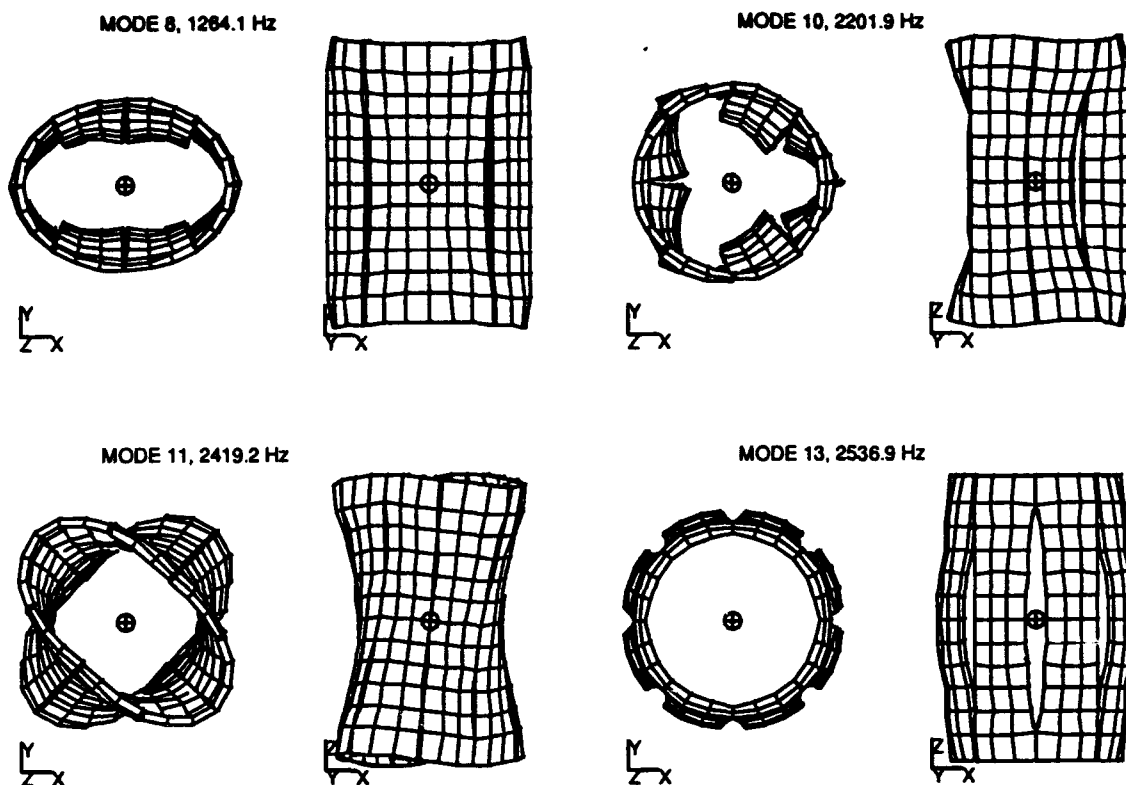 MODE 8, 1264.1 Hz
MODE 10, 2201.9 Hz
Y
Z X
Z
Y X
Y
Z X
Z
Y X
MODE 11, 2419.2 Hz
MODE 13, 2536.9 Hz
Y
Z X
Z
Y X
Y
Z X
Z
Y X